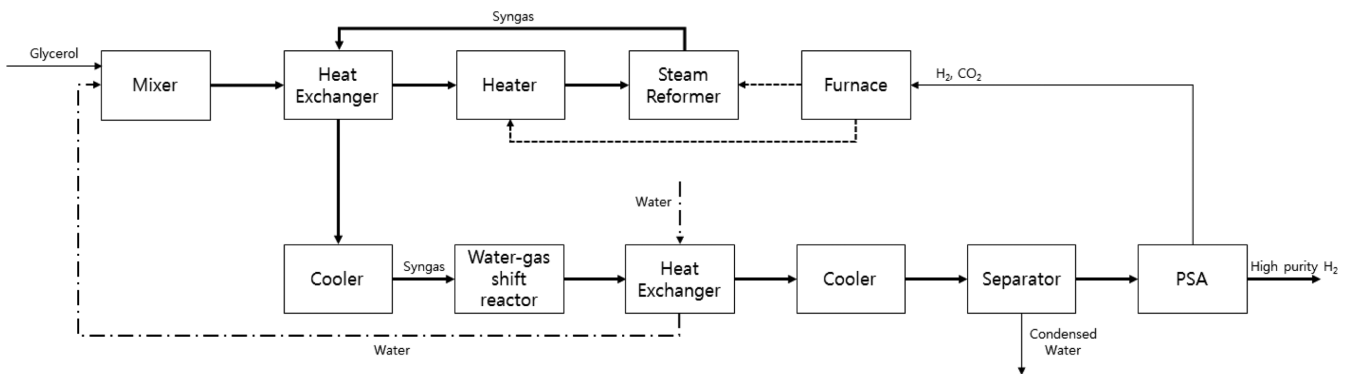 Syngas
Glycerol
Mixer
Heat
Exchanger
Heater
Steam
Reformer
Furnace
H₂, CO₂
Water
Cooler
Syngas
Water-gas
shift
reactor
Heat
Exchanger
Cooler
Separator
PSA
High purity H₂
Water
Condensed
Water